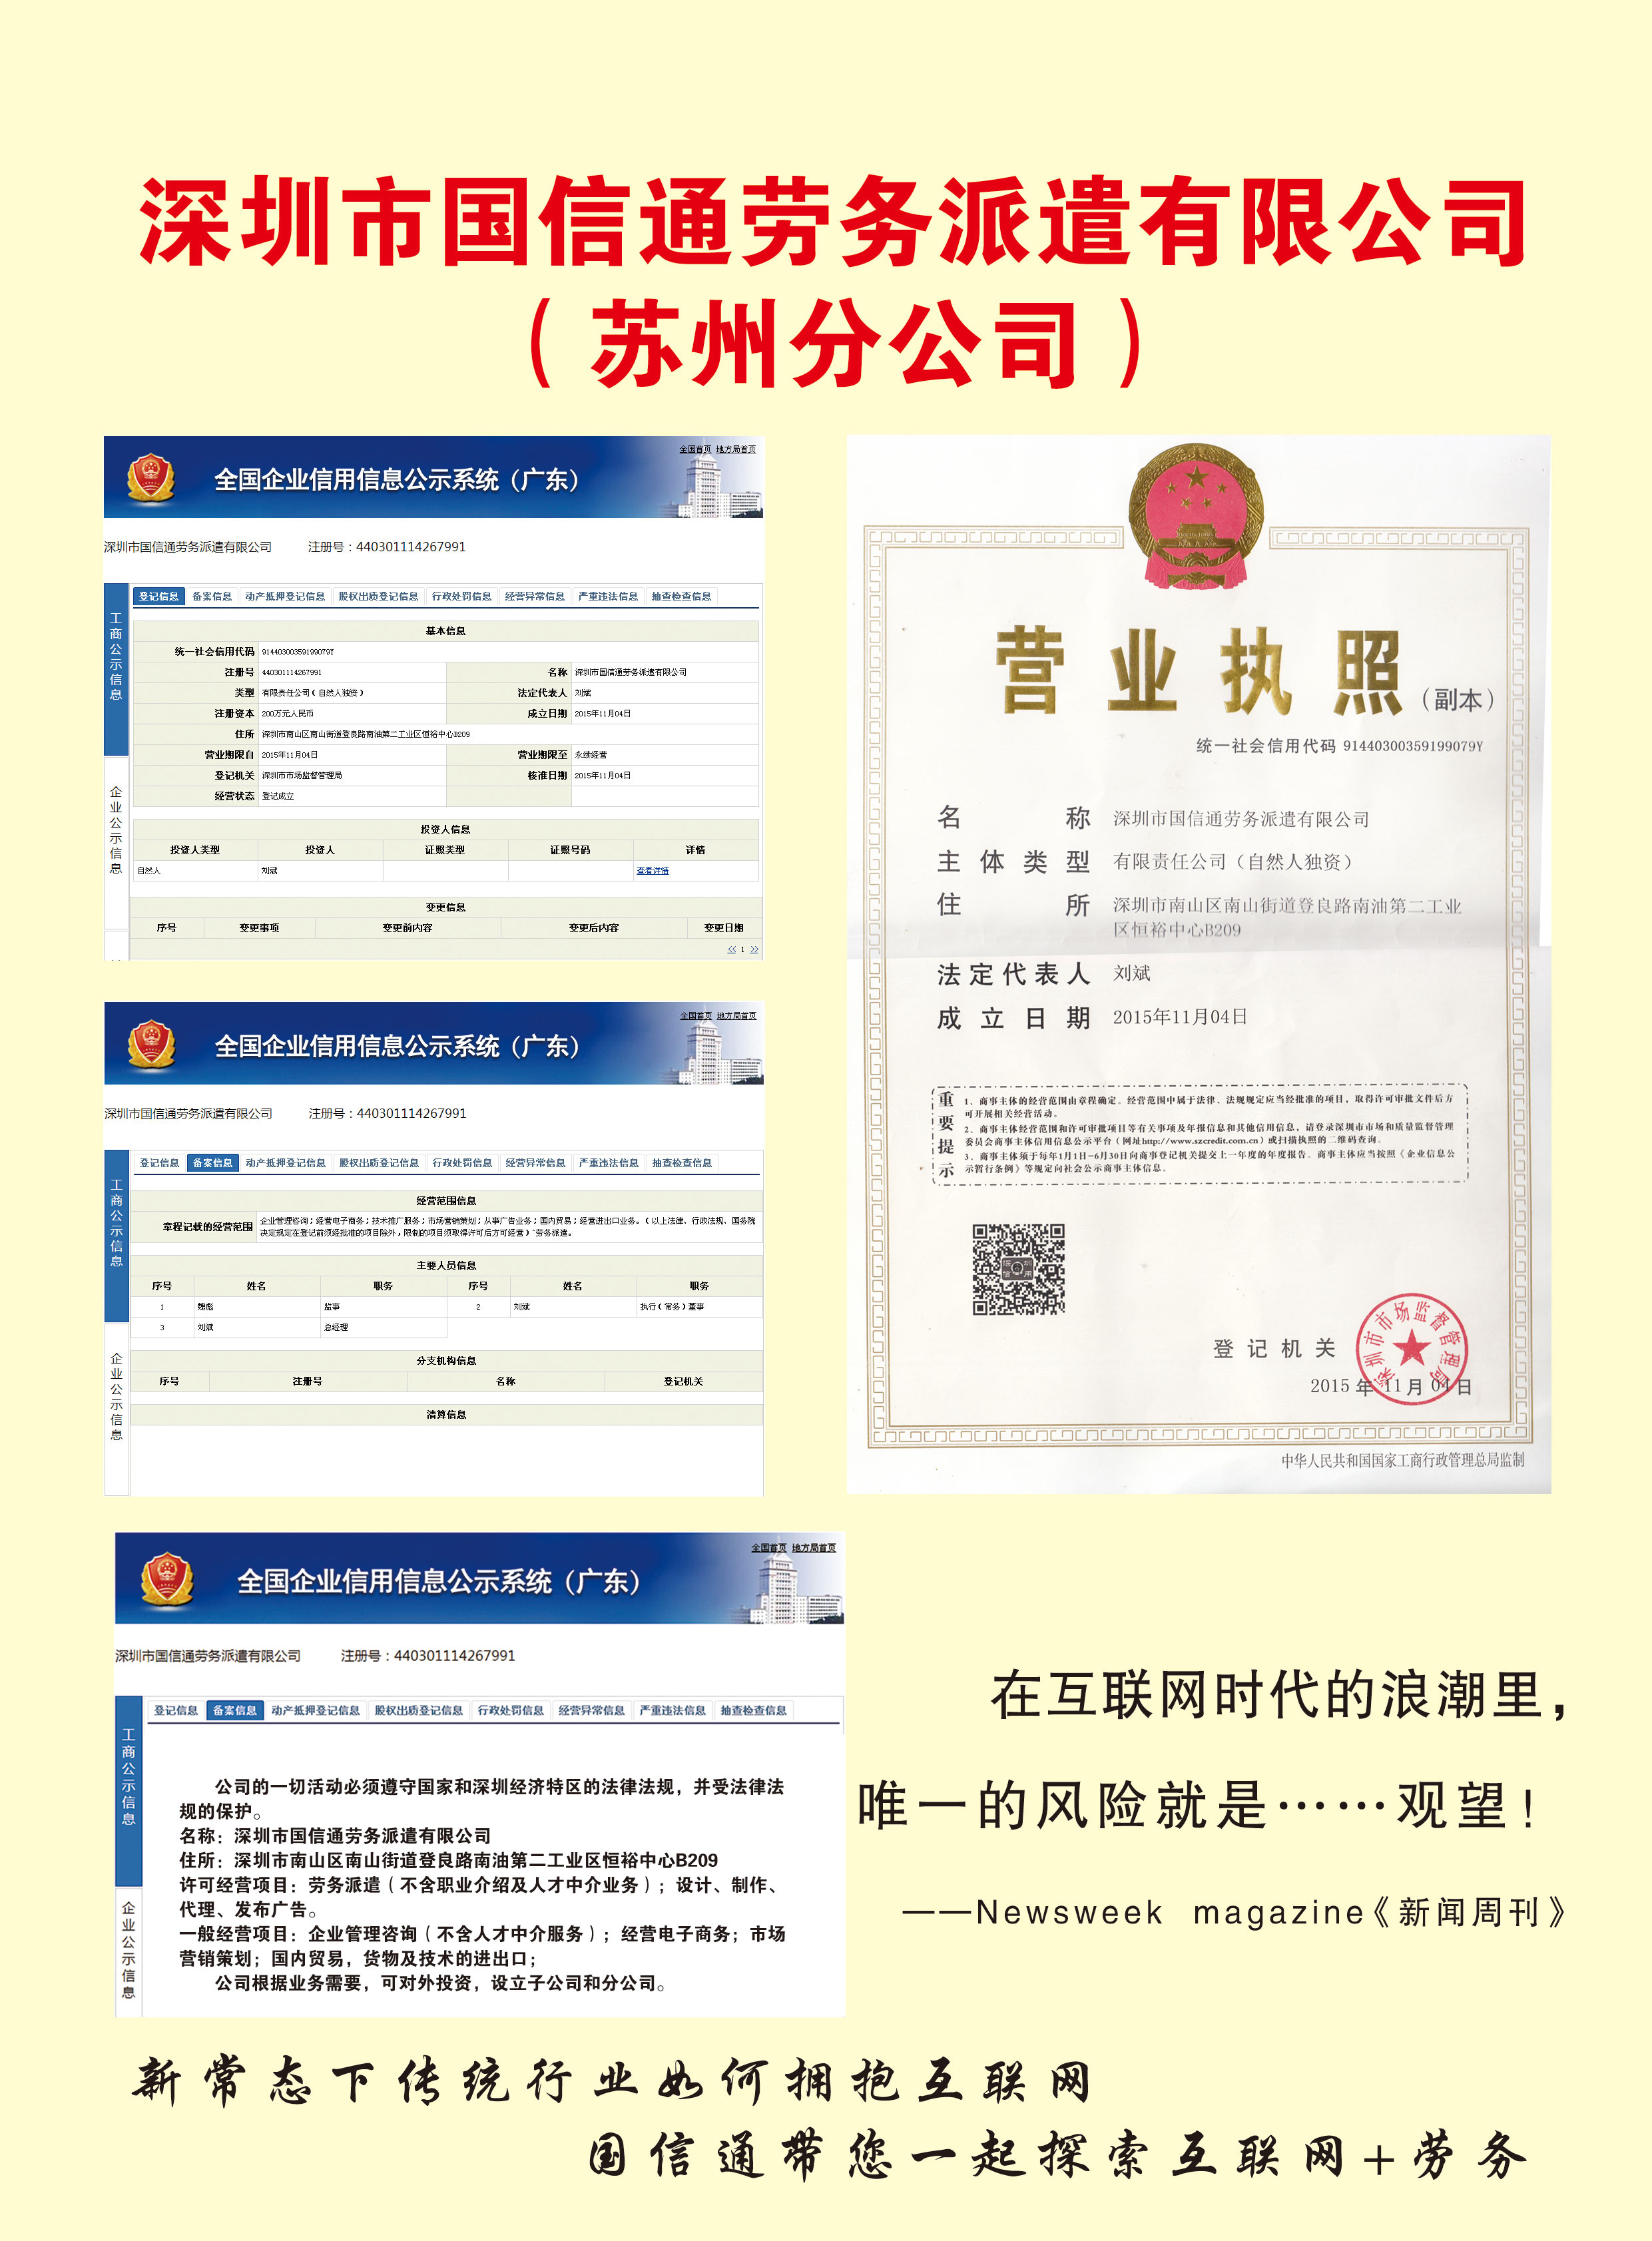 深圳市国信通劳务派遣有限公司
（苏州分公司）
全国首页 地方局首页
全国企业信用信息公示系统（广东）
深圳市国信通劳务派遣有限公司 注册号：440301114267991
工商公示信息
企业公示信息
登记信息 备案信息 动产抵押登记信息 股权出质登记信息 行政处罚信息 经营异常信息 严重违法信息 抽查检查信息
基本信息
统一社会信用代码 91440300359199079Y
注册号 440301114267991 名称 深圳市国信通劳务派遣有限公司
类型 有限责任公司（自然人独资） 法定代表人 刘斌
注册资本 200万元人民币 成立日期 2015年11月04日
住所 深圳市南山区南山街道登良路南油第二工业区恒裕中心B209
营业期限自 2015年11月04日 营业期限至 永续经营
登记机关 深圳市市场监督管理局 核准日期 2015年11月04日
经营状态 登记成立
投资人信息
投资人类型 投资人 证照类型 证照号码 详情
自然人 刘斌 查看详情
变更信息
序号 变更事项 变更前内容 变更后内容 变更日期
<< 1 >>
全国首页 地方局首页
全国企业信用信息公示系统（广东）
深圳市国信通劳务派遣有限公司 注册号：440301114267991
工商公示信息
企业公示信息
登记信息 备案信息 动产抵押登记信息 股权出质登记信息 行政处罚信息 经营异常信息 严重违法信息 抽查检查信息
经营范围信息
章程记载的经营范围 企业管理咨询；经营电子商务；技术推广服务；市场营销策划；从事广告业务；国内贸易；经营进出口业务。（以上法律、行政法规、国务院
决定规定在登记前须经批准的项目除外，限制的项目须取得许可后方可经营）^劳务派遣。
主要人员信息
序号 姓名 职务 序号 姓名 职务
1 魏彪 监事 2 刘斌 执行（常务）董事
3 刘斌 总经理
分支机构信息
序号 注册号 名称 登记机关
清算信息
营业执照（副本）
统一社会信用代码 91440300359199079Y
名称 深圳市国信通劳务派遣有限公司
主体类型 有限责任公司（自然人独资）
住所 深圳市南山区南山街道登良路南油第二工业
区恒裕中心B209
法定代表人 刘斌
成立日期 2015年11月04日
重要提示
1、商事主体的经营范围由章程确定。经营范围中属于法律、法规规定应当经批准的项目，取得许可审批文件后方
可开展相关经营活动。
2、商事主体经营范围和许可审批项目等有关事项及年报信息和其他信用信息，请登录深圳市市场和质量监督管理
委员会商事主体信用信息公示平台（网址http://www.szcredit.com.cn）或扫描执照的二维码查询。
3、商事主体须于每年1月1日-6月30日向商事登记机关提交上一年度的年度报告。商事主体应当按照《企业信息公
示暂行条例》等规定向社会公示商事主体信息。
登记机关
深圳市市场监督管理局
2015 年 11 月 04 日
中华人民共和国国家工商行政管理总局监制
全国首页 地方局首页
全国企业信用信息公示系统（广东）
深圳市国信通劳务派遣有限公司 注册号：440301114267991
工商公示信息
企业公示信息
登记信息 备案信息 动产抵押登记信息 股权出质登记信息 行政处罚信息 经营异常信息 严重违法信息 抽查检查信息
公司的一切活动必须遵守国家和深圳经济特区的法律法规，并受法律法
规的保护。
名称：深圳市国信通劳务派遣有限公司
住所：深圳市南山区南山街道登良路南油第二工业区恒裕中心B209
许可经营项目：劳务派遣（不含职业介绍及人才中介业务）；设计、制作、
代理、发布广告。
一般经营项目：企业管理咨询（不含人才中介服务）；经营电子商务；市场
营销策划；国内贸易，货物及技术的进出口；
公司根据业务需要，可对外投资，设立子公司和分公司。
在互联网时代的浪潮里，
唯一的风险就是……观望！
——Newsweek magazine《新闻周刊》
新常态下传统行业如何拥抱互联网
国信通带您一起探索互联网+劳务